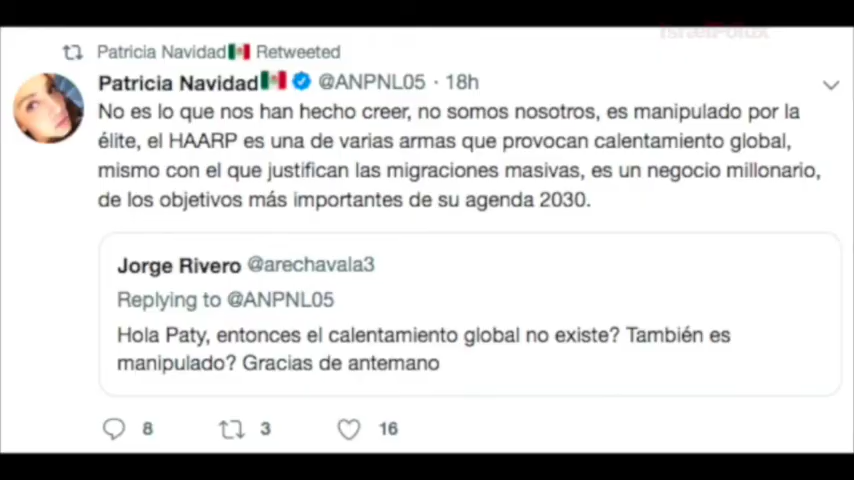 IsraelPolux
Patricia Navidad Retweeted
Patricia Navidad @ANPNL05 · 18h
No es lo que nos han hecho creer, no somos nosotros, es manipulado por la
élite, el HAARP es una de varias armas que provocan calentamiento global,
mismo con el que justifican las migraciones masivas, es un negocio millonario,
de los objetivos más importantes de su agenda 2030.
Jorge Rivero @arechavala3
Replying to @ANPNL05
Hola Paty, entonces el calentamiento global no existe? También es
manipulado? Gracias de antemano
8 3 16